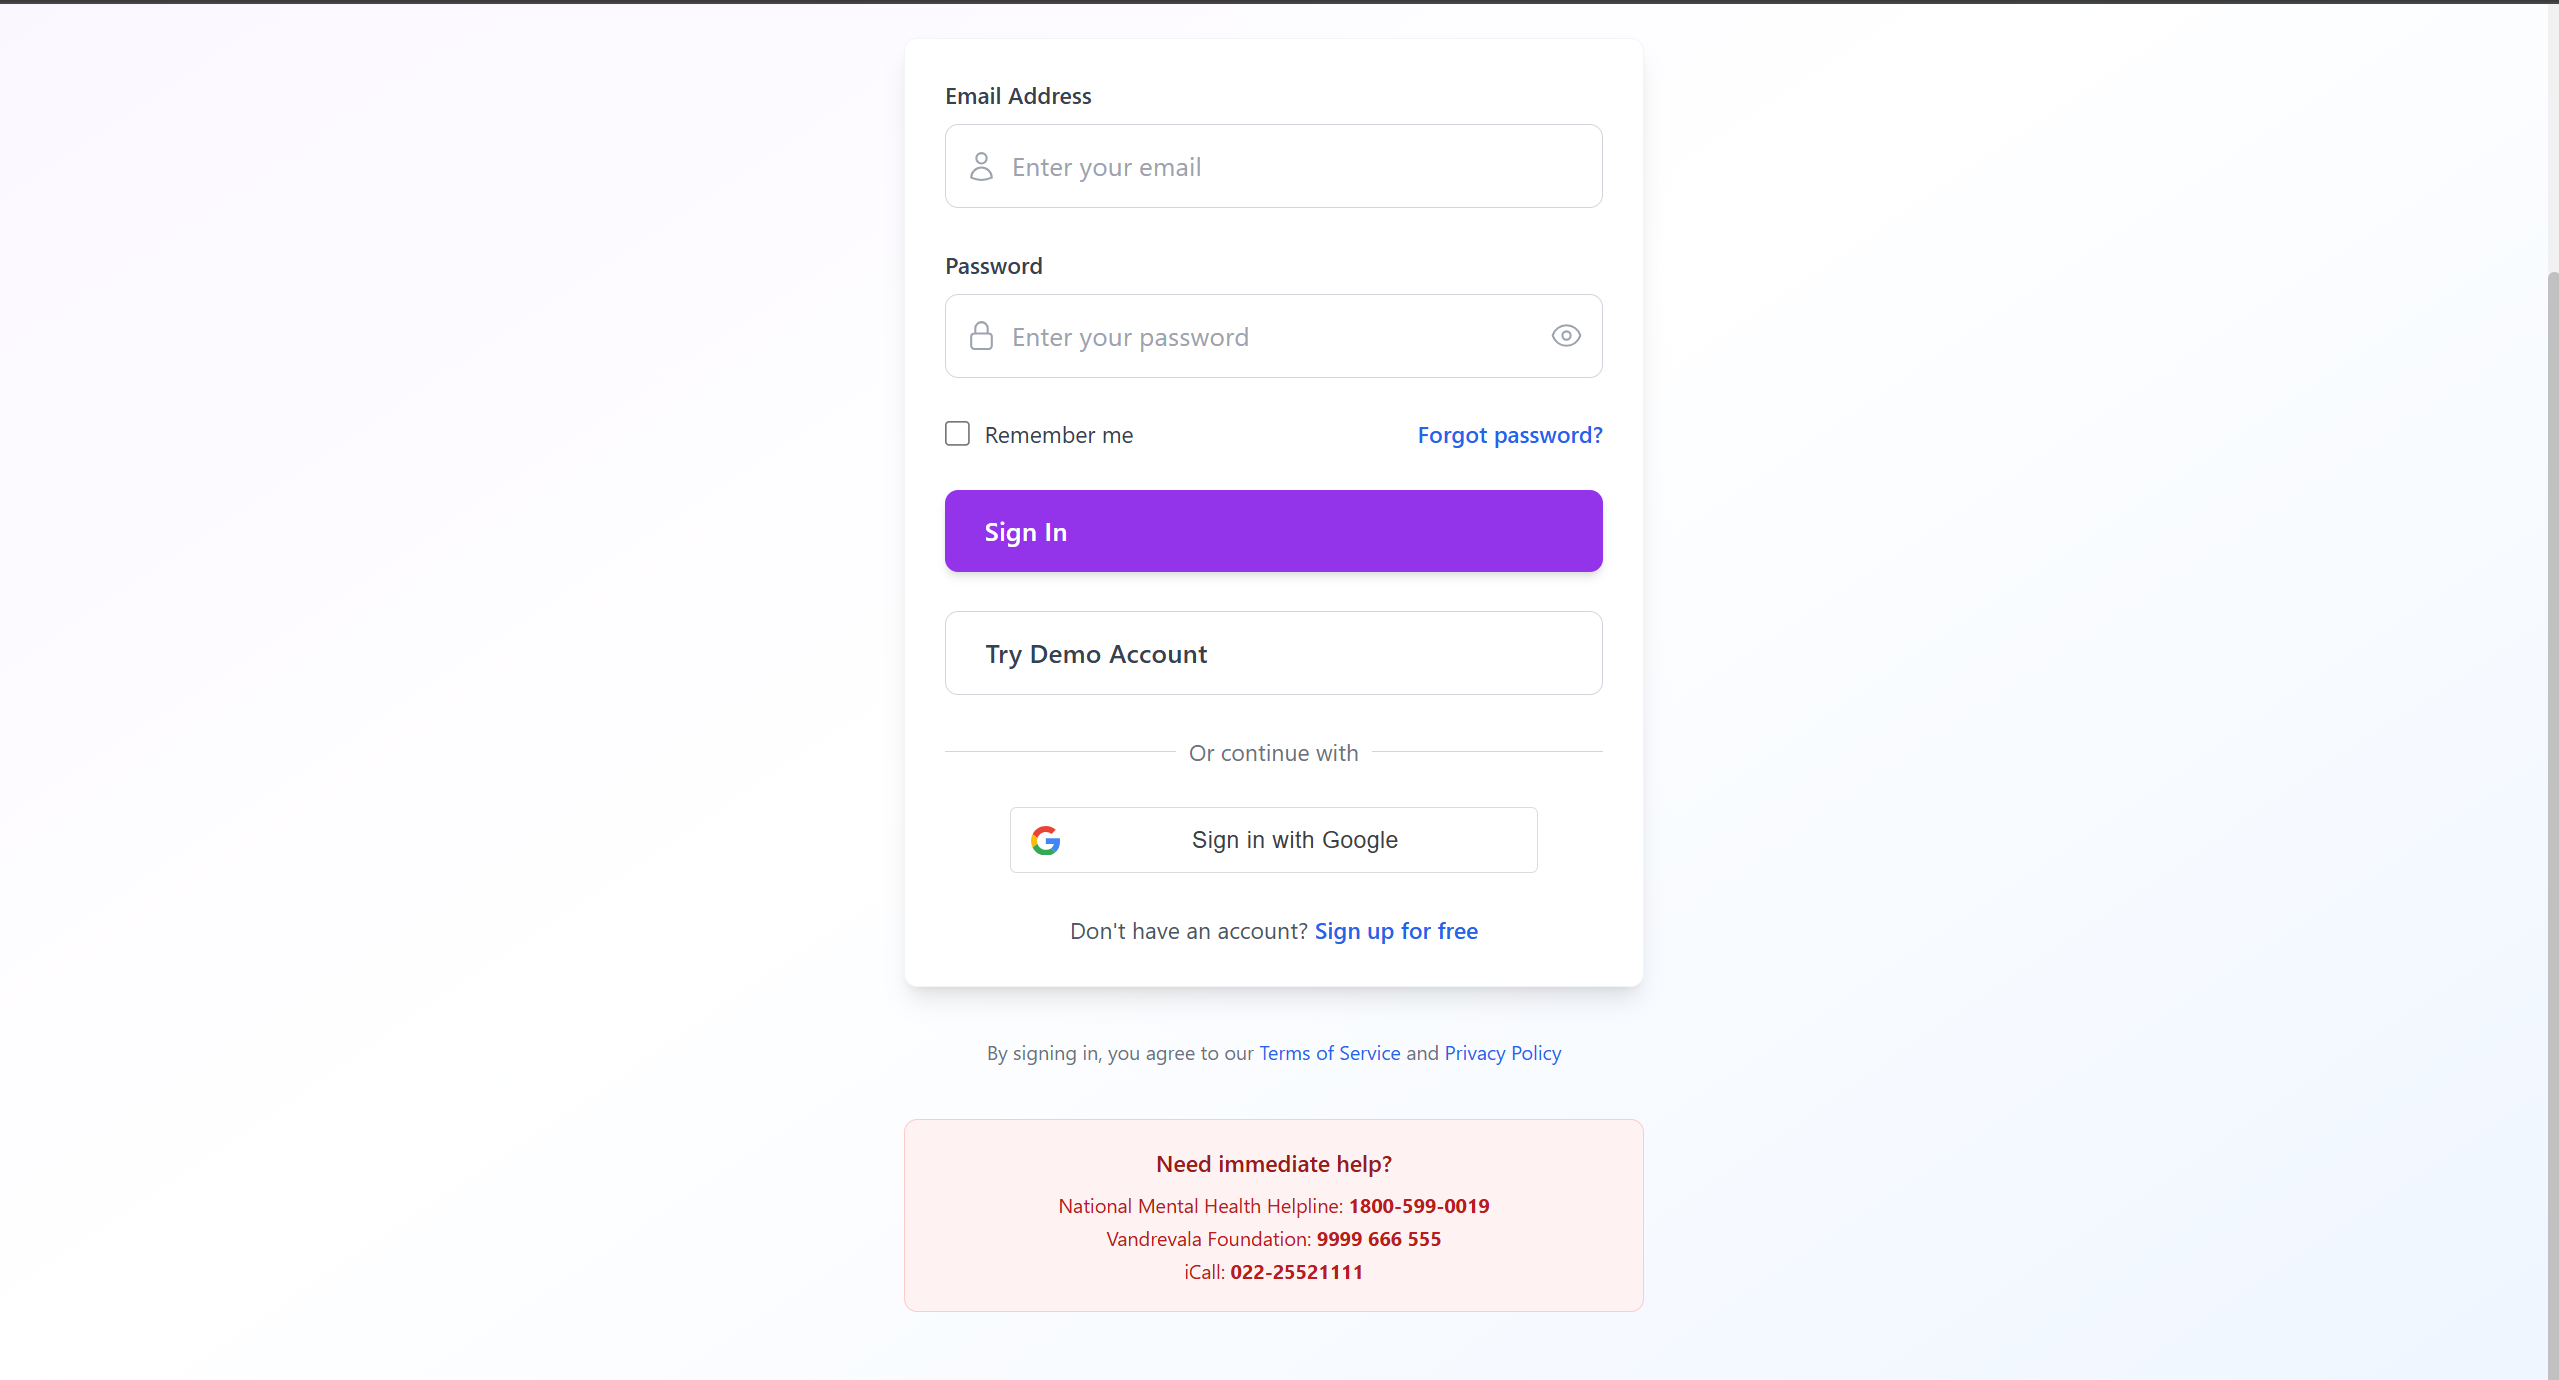 Email Address
Enter your email
Password
Enter your password
Remember me
Forgot password?
Sign In
Try Demo Account
Or continue with
Sign in with Google
Don't have an account? Sign up for free
By signing in, you agree to our Terms of Service and Privacy Policy
Need immediate help?
National Mental Health Helpline: 1800-599-0019
Vandrevala Foundation: 9999 666 555
iCall: 022-25521111